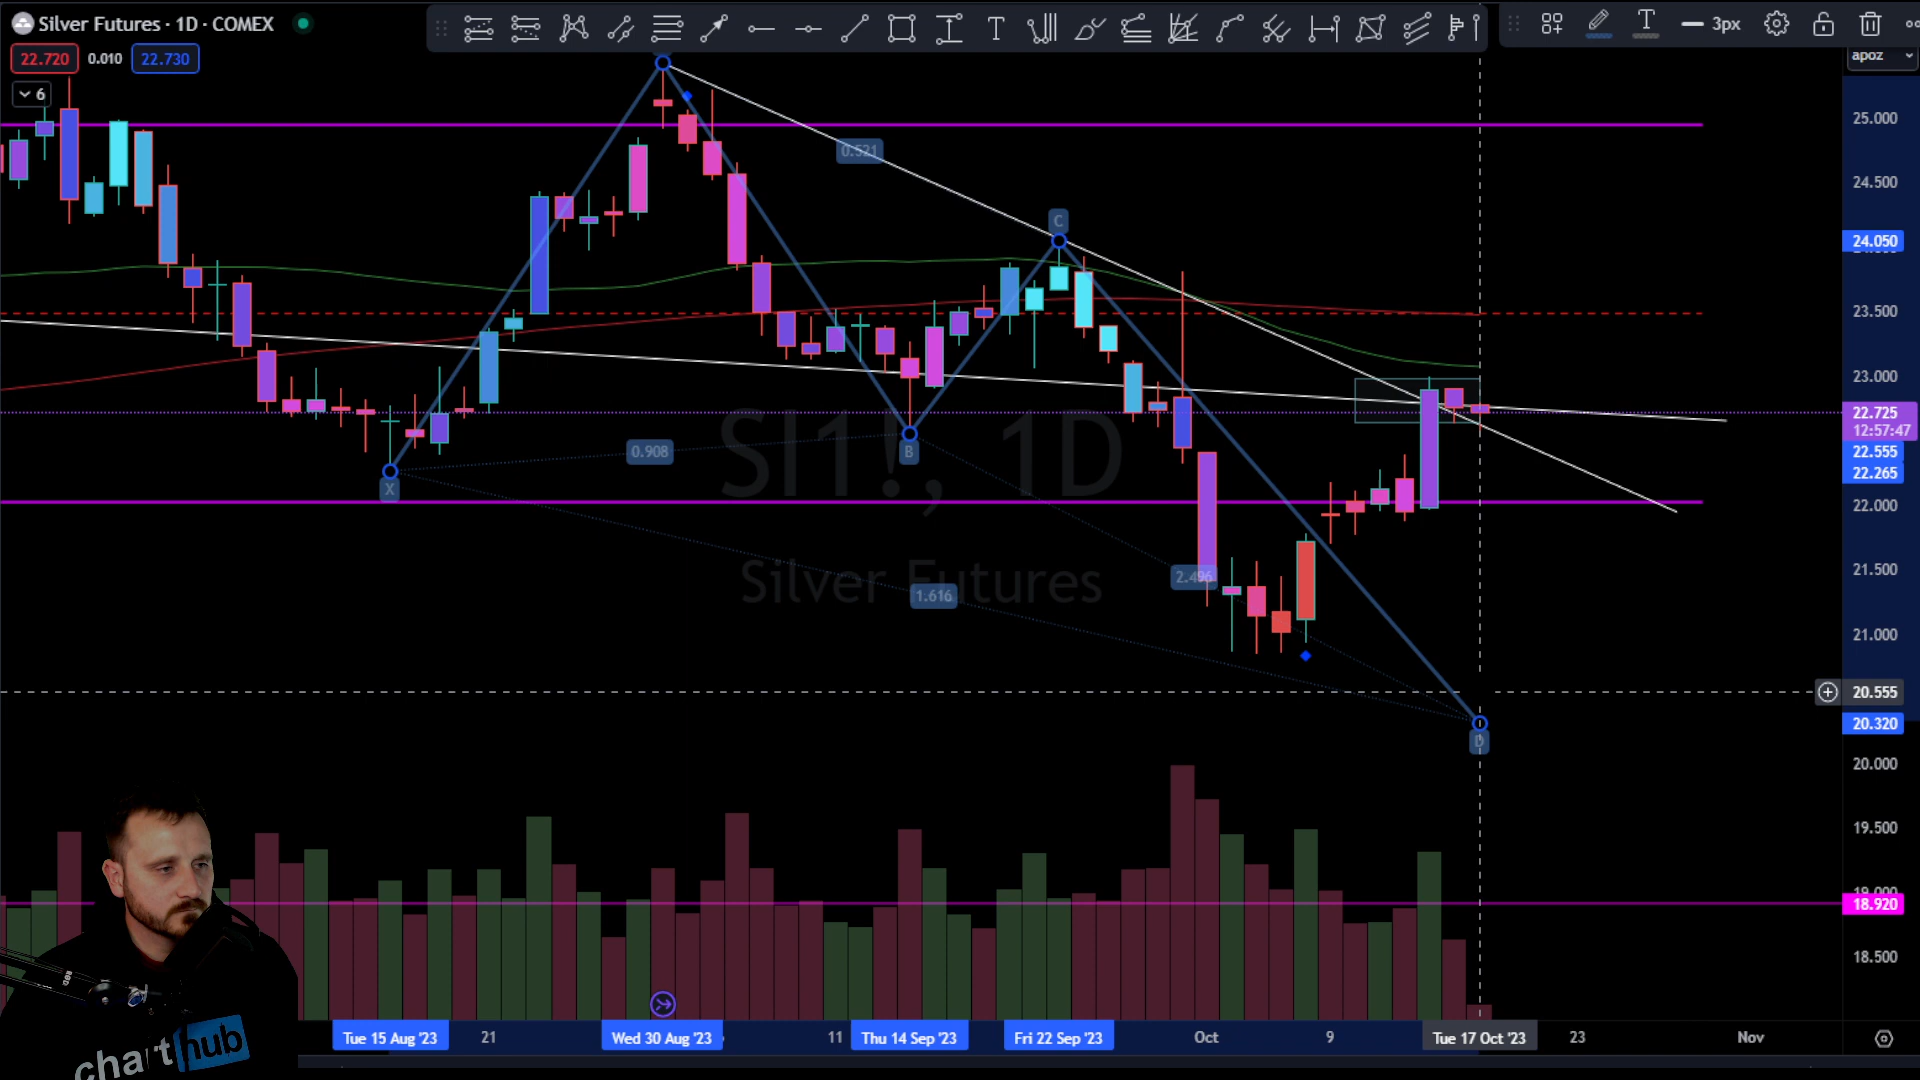 Silver Futures · 1D · COMEX
T
T
3px
22.720
0.010
22.730
apoz
6
25.000
0.521
24.500
C
24.050
23.500
23.000
22.725
12:57:47
SI1!, 1D
0.908
B
22.555
22.265
X
22.000
21.500
Silver Futures
2.496
1.616
21.000
20.555
20.320
D
20.000
19.500
19.000
18.920
18.500
RØDE
chart hub
Tue 15 Aug '23
21
Wed 30 Aug '23
11
Thu 14 Sep '23
Fri 22 Sep '23
Oct
9
Tue 17 Oct '23
23
Nov